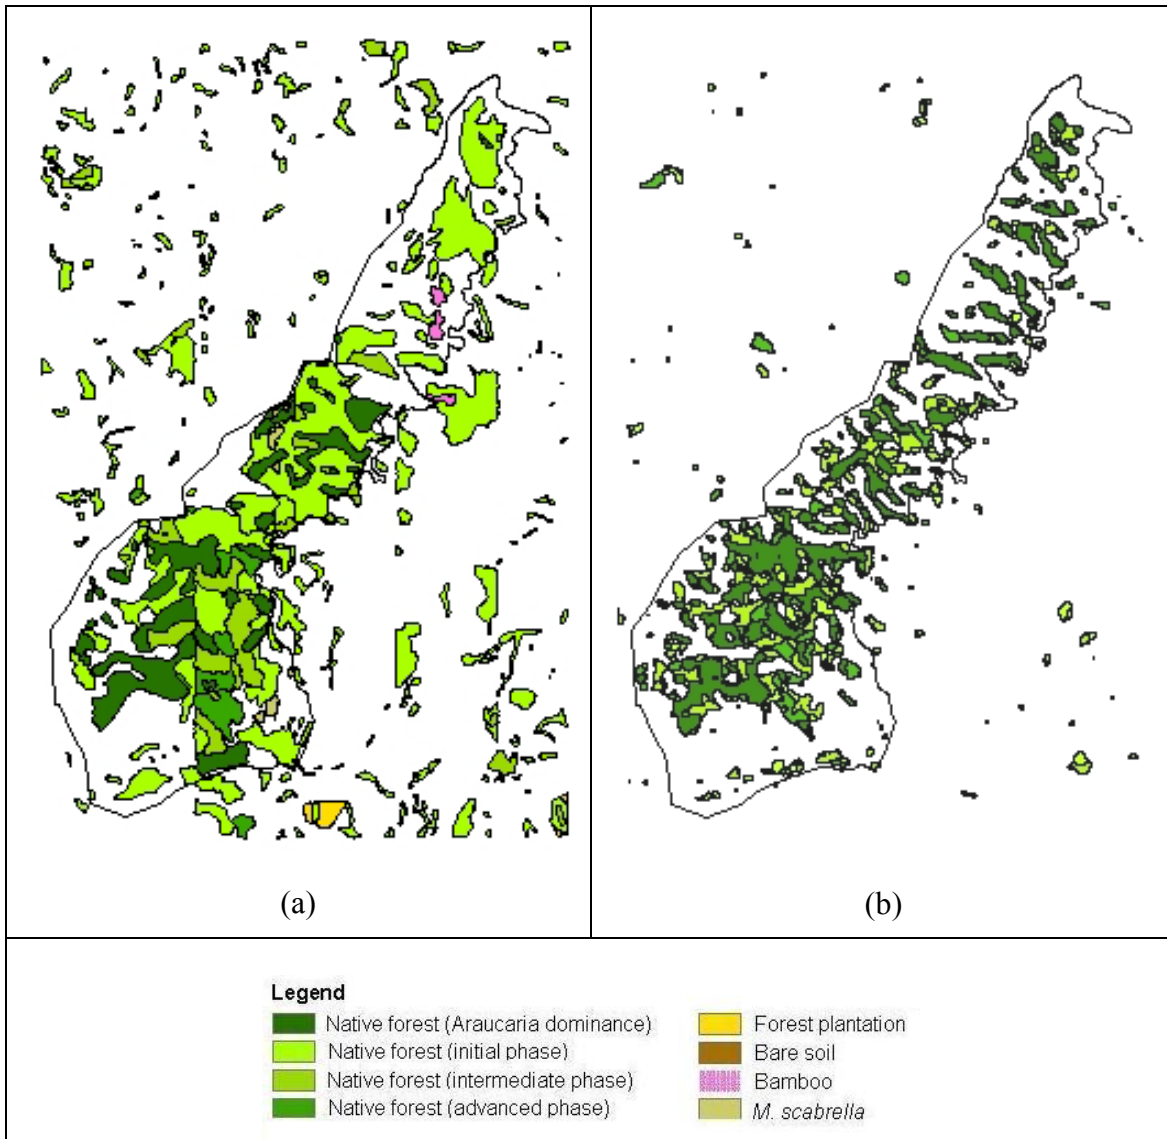 (a)
(b)
Legend
Native forest (Araucaria dominance)
Native forest (initial phase)
Native forest (intermediate phase)
Native forest (advanced phase)
Forest plantation
Bare soil
Bamboo
M. scabrella